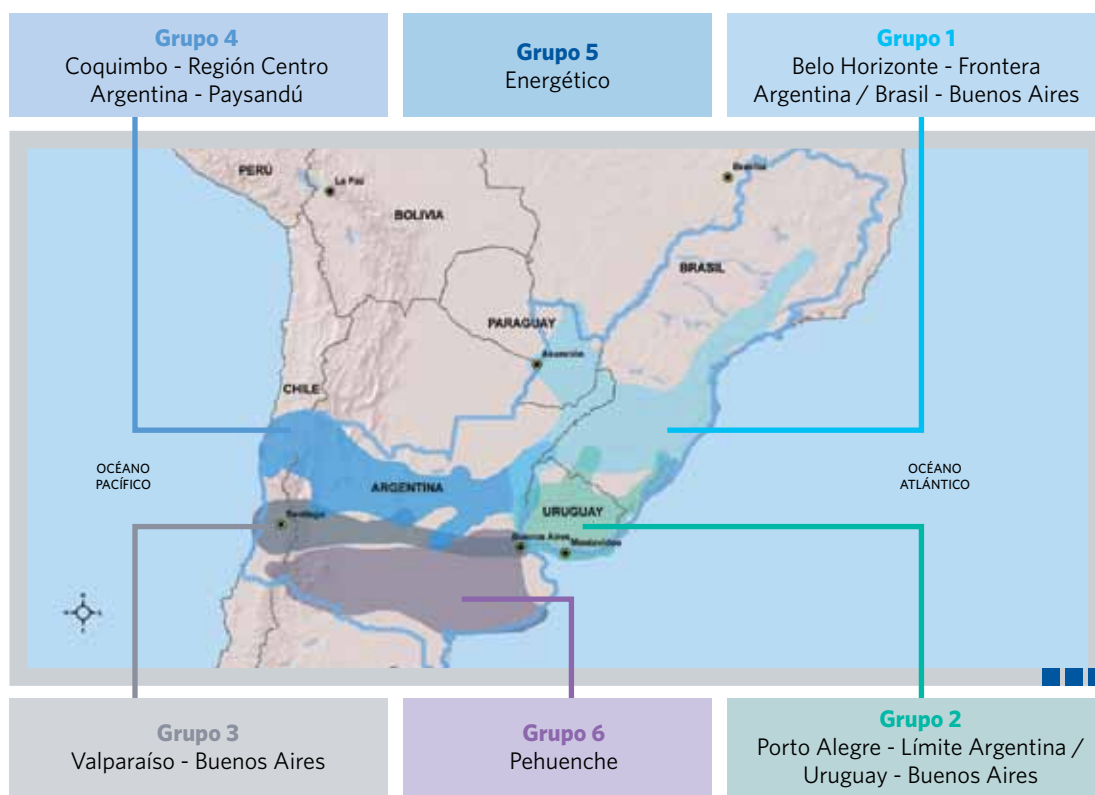 Grupo 4
Coquimbo - Región Centro
Argentina - Paysandú
Grupo 5
Energético
Grupo 1
Belo Horizonte - Frontera
Argentina / Brasil - Buenos Aires
PERÚ
La Paz
BOLIVIA
Brasilia
BRASIL
PARAGUAY
Asunción
CHILE
OCÉANO
PACÍFICO
ARGENTINA
OCÉANO
ATLÁNTICO
Santiago
URUGUAY
Buenos Aires
Montevideo
Grupo 3
Valparaíso - Buenos Aires
Grupo 6
Pehuenche
Grupo 2
Porto Alegre - Límite Argentina /
Uruguay - Buenos Aires